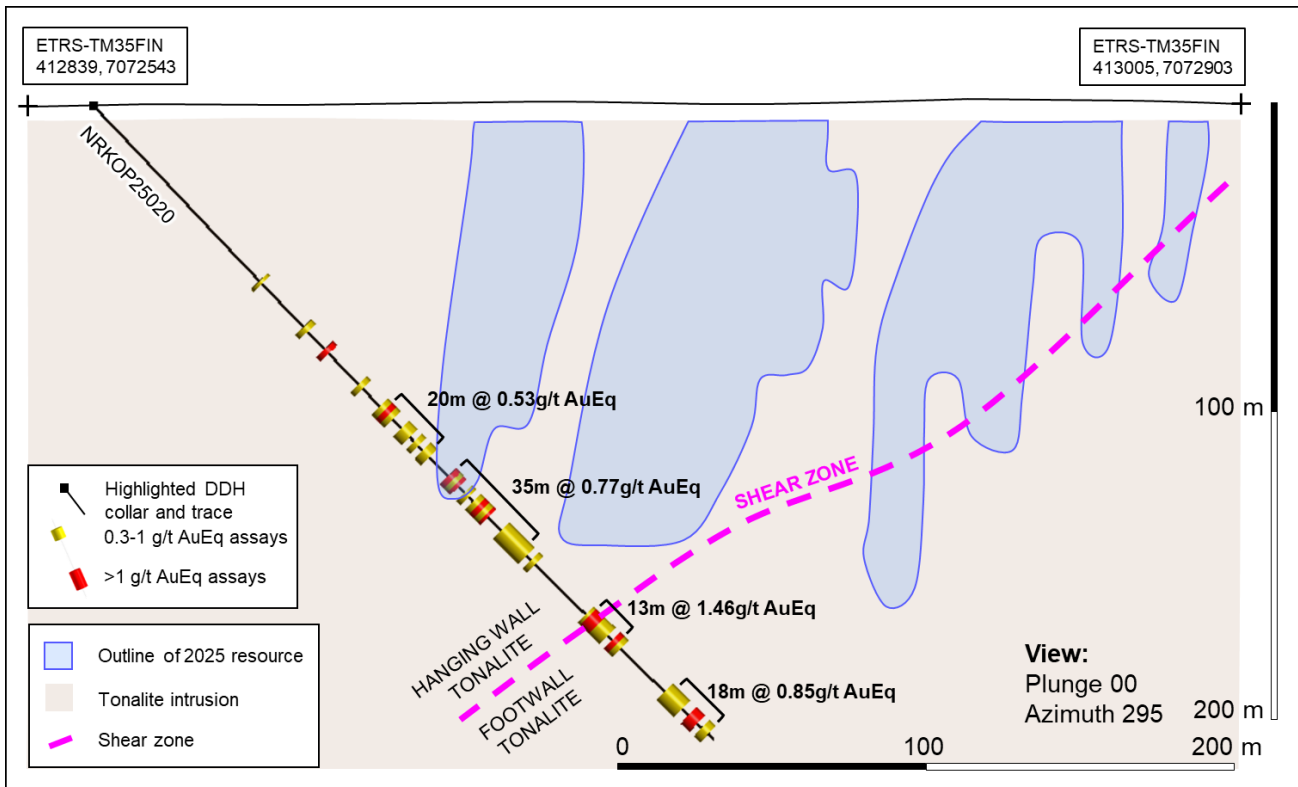 ETRS-TM35FIN
412839, 7072543
ETRS-TM35FIN
413005, 7072903
NRKOP25020
20m @ 0.53g/t AuEq
35m @ 0.77g/t AuEq
13m @ 1.46g/t AuEq
18m @ 0.85g/t AuEq
SHEAR ZONE
HANGING WALL
TONALITE
FOOTWALL
TONALITE
100 m
200 m
Highlighted DDH
collar and trace
0.3-1 g/t AuEq assays
>1 g/t AuEq assays
Outline of 2025 resource
Tonalite intrusion
Shear zone
View:
Plunge 00
Azimuth 295
0
100
200 m